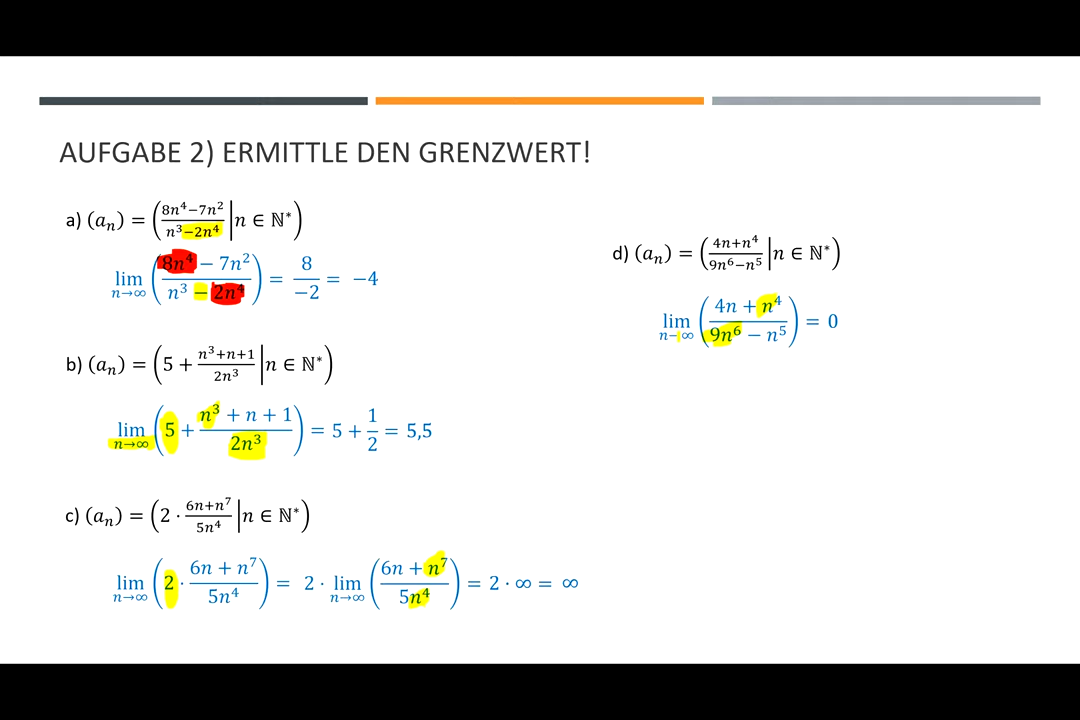 AUFGABE 2) ERMITTLE DEN GRENZWERT!
a) (aₙ) = ((8n⁴−7n²)/(n³−2n⁴) | n ∈ ℕ*)
lim n→∞ ((8n⁴ − 7n²)/(n³ − 2n⁴)) = 8/−2 = −4
b) (aₙ) = (5 + (n³+n+1)/(2n³) | n ∈ ℕ*)
lim n→∞ (5 + (n³ + n + 1)/(2n³)) = 5 + 1/2 = 5,5
c) (aₙ) = (2 · (6n+n⁷)/(5n⁴) | n ∈ ℕ*)
lim n→∞ (2 · (6n + n⁷)/(5n⁴)) = 2 · lim n→∞ ((6n + n⁷)/(5n⁴)) = 2 · ∞ = ∞
d) (aₙ) = ((4n+n⁴)/(9n⁶−n⁵) | n ∈ ℕ*)
lim n→∞ ((4n + n⁴)/(9n⁶ − n⁵)) = 0